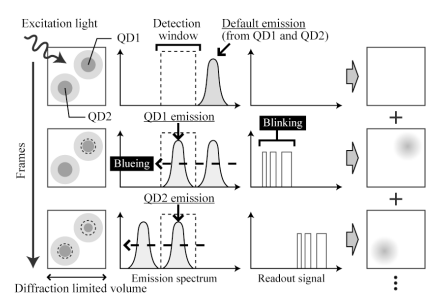 Excitation light
QD1
QD2
Detection
window
Default emission
(from QD1 and QD2)
+
QD1 emission
Blinking
Blueing
Frames
+
QD2 emission
Diffraction limited volume
Emission spectrum
Readout signal